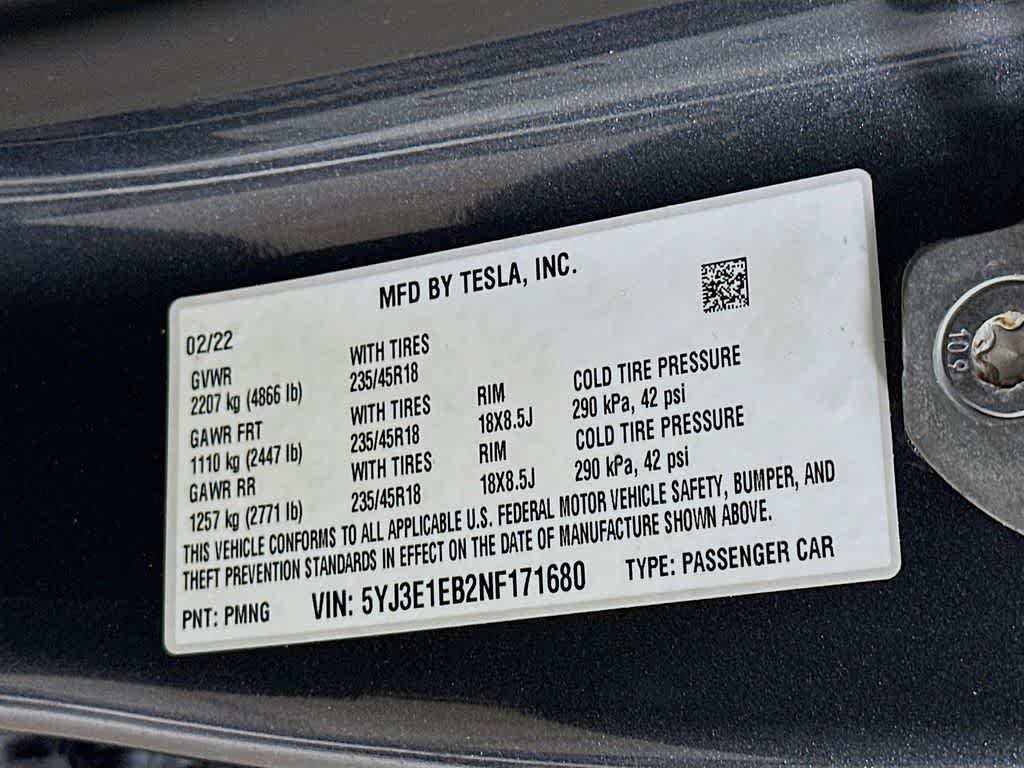 MFD BY TESLA, INC.
02/22
GVWR WITH TIRES
2207 kg (4866 lb) 235/45R18
GAWR FRT WITH TIRES RIM COLD TIRE PRESSURE
1110 kg (2447 lb) 235/45R18 18X8.5J 290 kPa, 42 psi
GAWR RR WITH TIRES RIM COLD TIRE PRESSURE
1257 kg (2771 lb) 235/45R18 18X8.5J 290 kPa, 42 psi
THIS VEHICLE CONFORMS TO ALL APPLICABLE U.S. FEDERAL MOTOR VEHICLE SAFETY, BUMPER, AND
THEFT PREVENTION STANDARDS IN EFFECT ON THE DATE OF MANUFACTURE SHOWN ABOVE.
PNT: PMNG VIN: 5YJ3E1EB2NF171680 TYPE: PASSENGER CAR
10.9